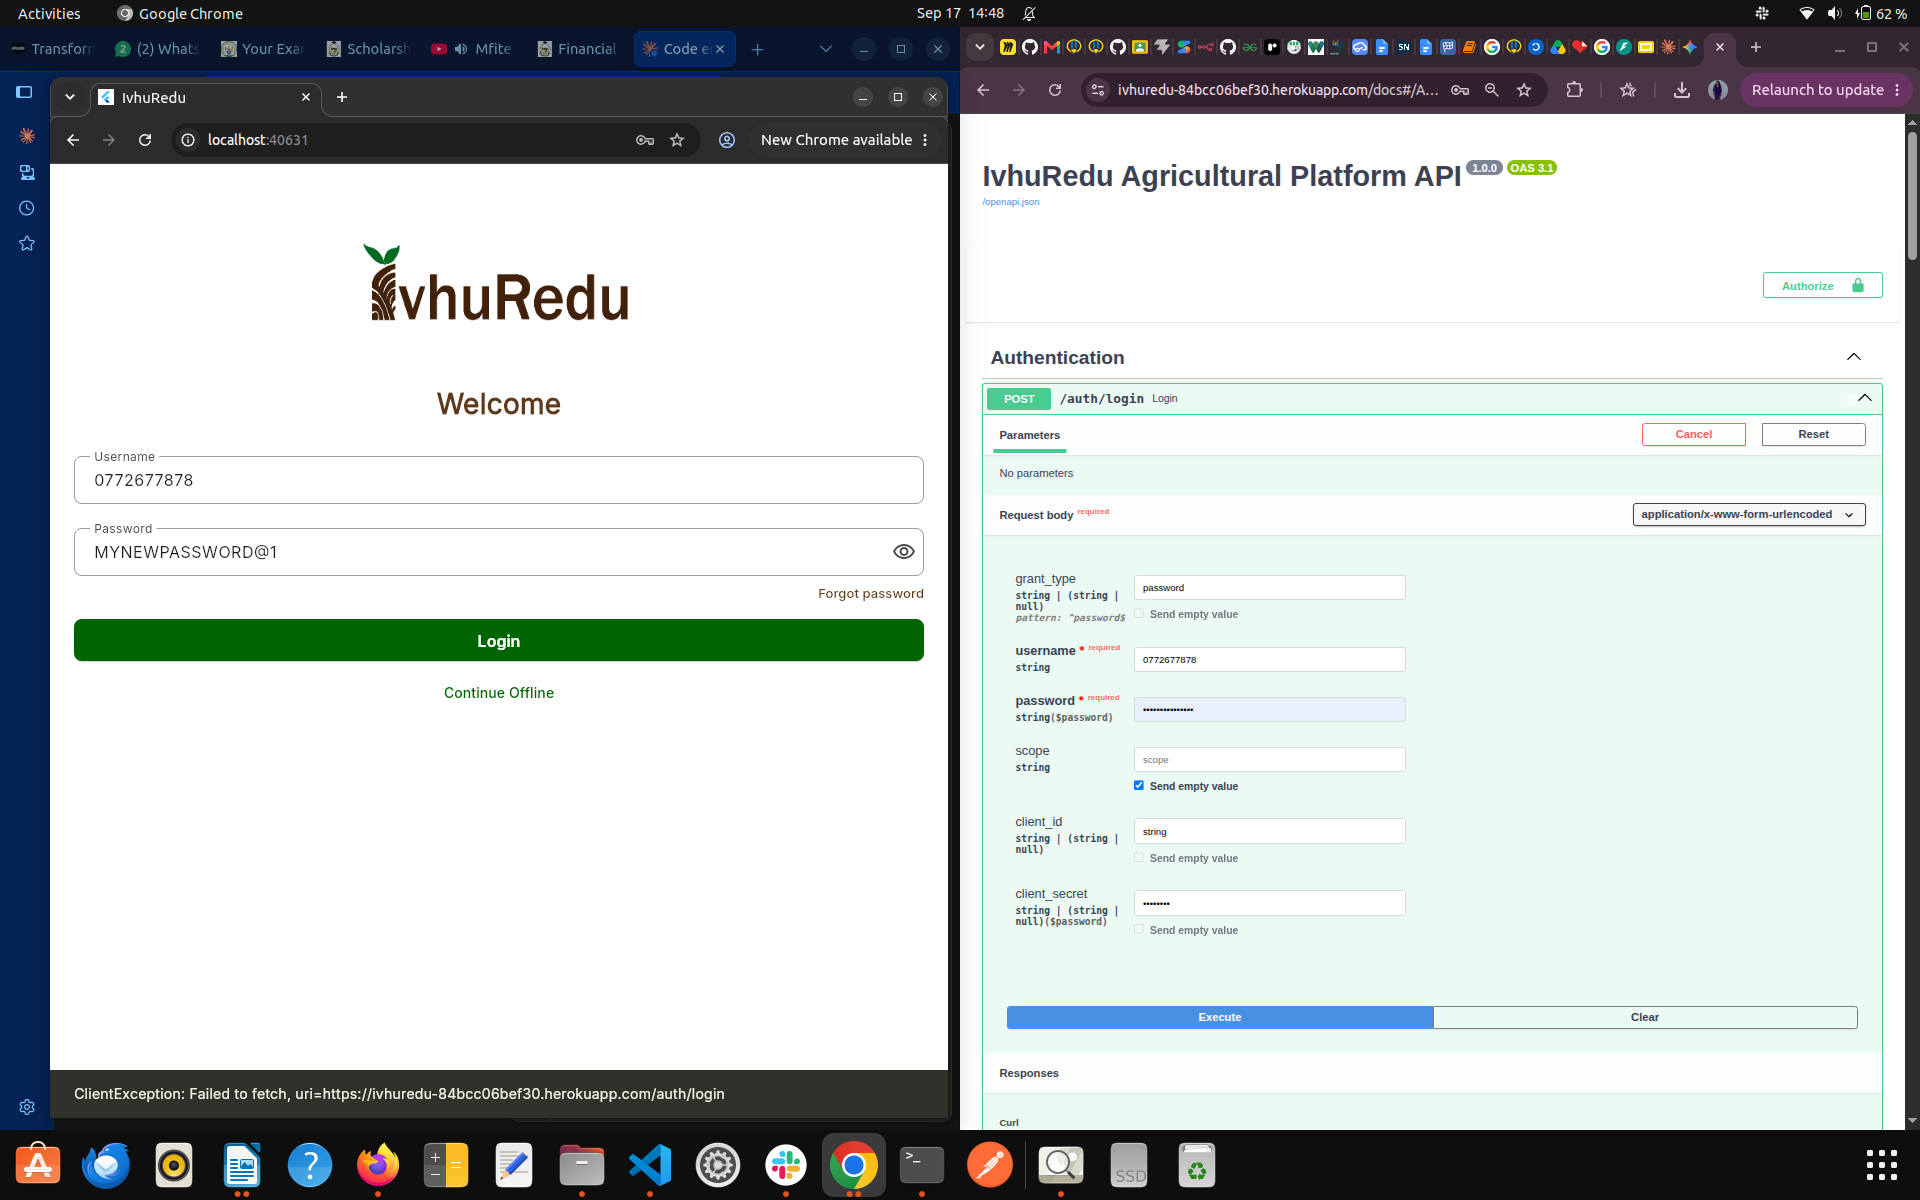 Activities
Google Chrome
Sep 17 14:48
62 %
Transforn
(2) Whats
Your Exa
Scholarsh
Mfite
Financial
Code e
IvhuRedu
localhost:40631
New Chrome available
ivhuredu-84bcc06bef30.herokuapp.com/docs#/A...
Relaunch to update
IvhuRedu
Welcome
Username
0772677878
Password
MYNEWPASSWORD@1
Forgot password
Login
Continue Offline
ClientException: Failed to fetch, uri=https://ivhuredu-84bcc06bef30.herokuapp.com/auth/login
IvhuRedu Agricultural Platform API 1.0.0 OAS 3.1
/openapi.json
Authorize
Authentication
POST /auth/login Login
Parameters
Cancel
Reset
No parameters
Request body required
application/x-www-form-urlencoded
grant_type
string | (string |
null)
pattern: ^password$
password
Send empty value
username * required
string
0772677878
password * required
string($password)
•••••••••••••••
scope
string
scope
Send empty value
client_id
string | (string |
null)
string
Send empty value
client_secret
string | (string |
null)($password)
••••••••
Send empty value
Execute
Clear
Responses
Curl
SSD